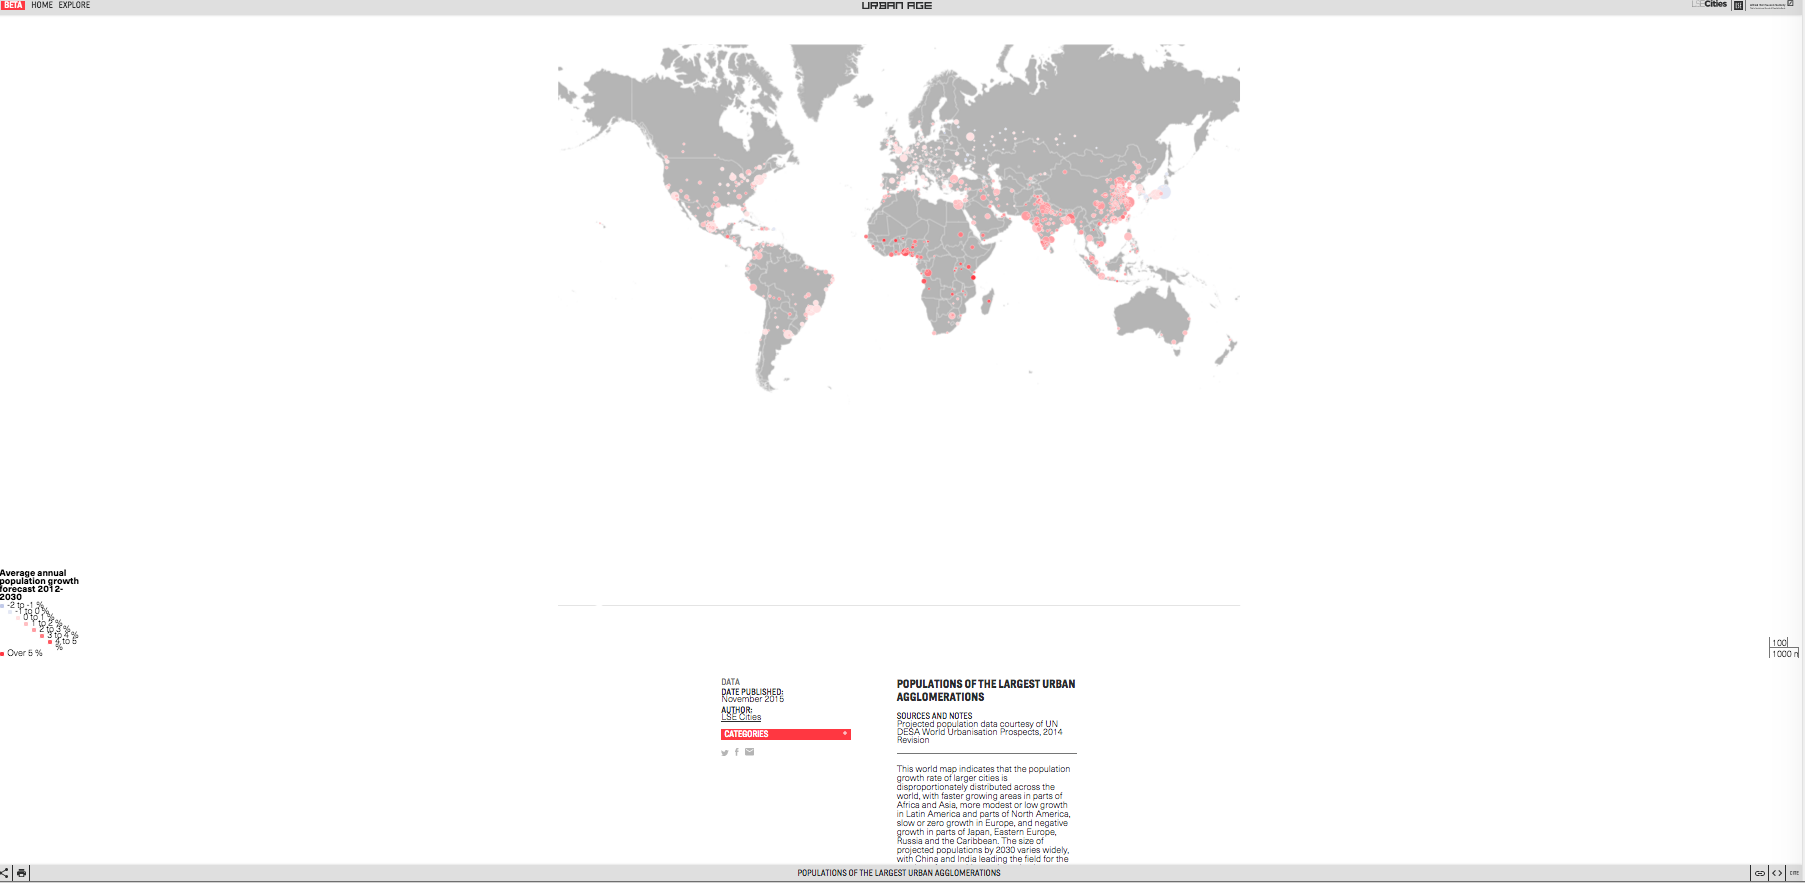 BETA HOME EXPLORE
URBAN AGE
LSECities
Average annual
population growth
forecast 2012-
2030
-2 to -1 %
-1 to 0 %
0 to 1 %
1 to 2 %
2 to 3 %
3 to 4 %
4 to 5
%
Over 5 %
100
1000 n
DATA
DATE PUBLISHED:
November 2015
AUTHOR:
LSE Cities
CATEGORIES +
POPULATIONS OF THE LARGEST URBAN
AGGLOMERATIONS
SOURCES AND NOTES
Projected population data courtesy of UN
DESA World Urbanisation Prospects, 2014
Revision
This world map indicates that the population
growth rate of larger cities is
disproportionately distributed across the
world, with faster growing areas in parts of
Africa and Asia, more modest or low growth
in Latin America and parts of North America,
slow or zero growth in Europe, and negative
growth in parts of Japan, Eastern Europe,
Russia and the Caribbean. The size of
projected populations by 2030 varies widely,
with China and India leading the field for the
POPULATIONS OF THE LARGEST URBAN AGGLOMERATIONS
CITE